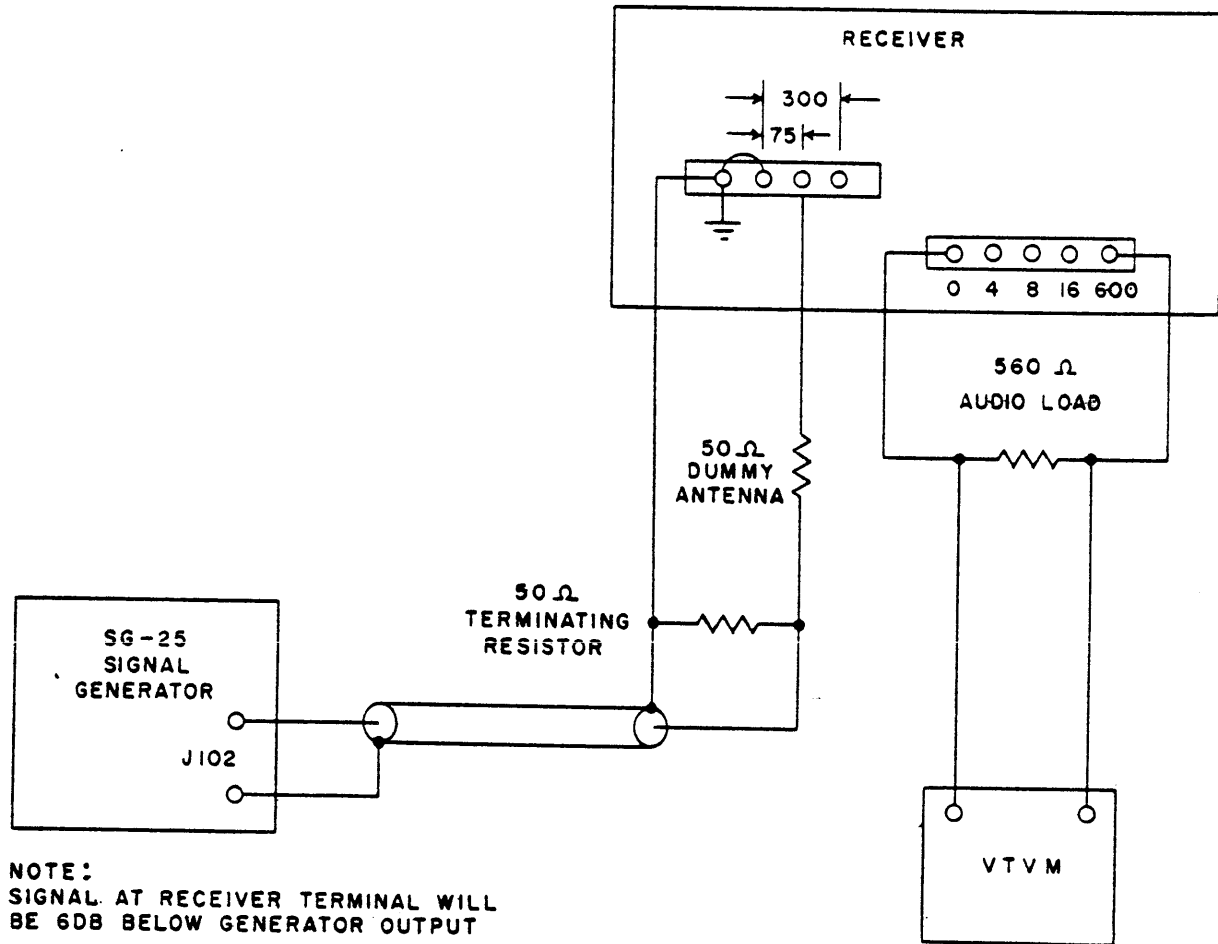 RECEIVER
300
75
0 4 8 16 600
560 Ω
AUDIO LOAD
50 Ω
DUMMY
ANTENNA
50 Ω
TERMINATING
RESISTOR
SG-25
SIGNAL
GENERATOR
J102
VTVM
NOTE:
SIGNAL AT RECEIVER TERMINAL WILL
BE 6DB BELOW GENERATOR OUTPUT